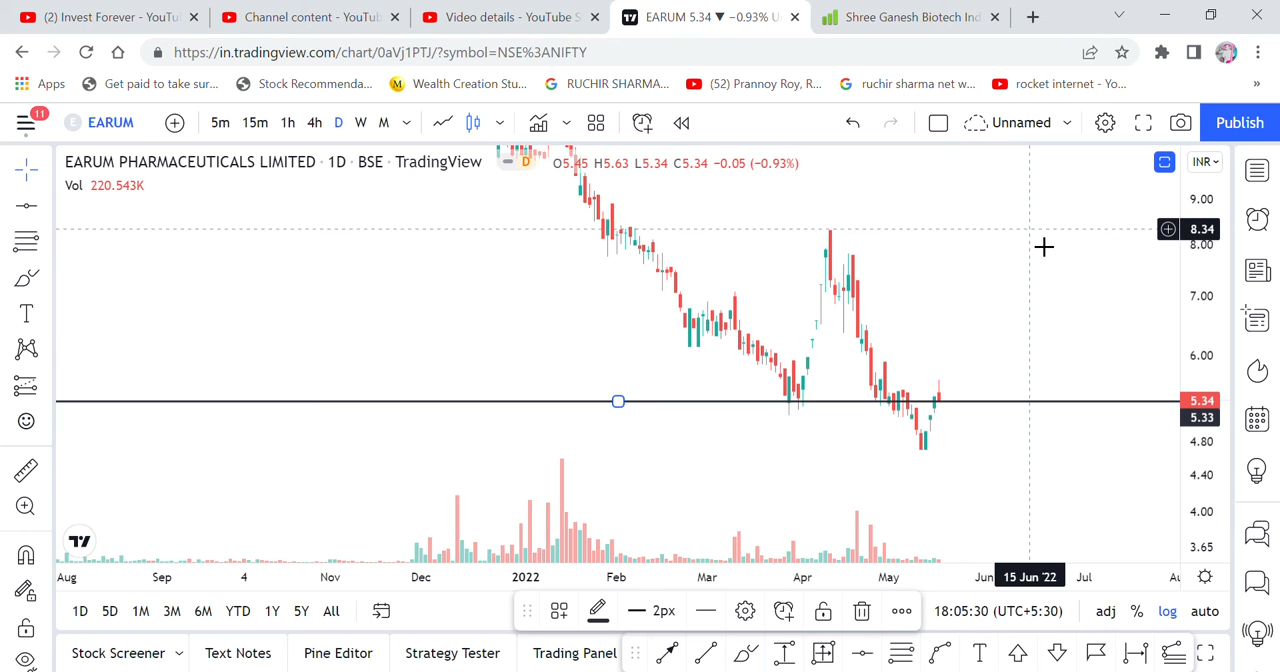 (2) Invest Forever - YouTu
Channel content - YouTub
Video details - YouTube S
EARUM 5.34 ▼ −0.93% U
Shree Ganesh Biotech Ind
https://in.tradingview.com/chart/0aVj1PTJ/?symbol=NSE%3ANIFTY
Apps
Get paid to take sur...
Stock Recommenda...
Wealth Creation Stu...
RUCHIR SHARMA...
(52) Prannoy Roy, R...
ruchir sharma net w...
rocket internet - Yo...
»
11
E EARUM
5m 15m 1h 4h D W M
Unnamed
Publish
EARUM PHARMACEUTICALS LIMITED · 1D · BSE · TradingView
D
O5.45 H5.63 L5.34 C5.34 −0.05 (−0.93%)
INR
Vol 220.543K
9.00
8.34
8.00
7.00
6.00
5.34
5.33
4.80
4.40
4.00
3.65
Aug Sep 4 Nov Dec 2022 Feb Mar Apr May Jun 15 Jun '22 Jul Au
1D 5D 1M 3M 6M YTD 1Y 5Y All
2px
18:05:30 (UTC+5:30)
adj % log auto
Stock Screener
Text Notes
Pine Editor
Strategy Tester
Trading Panel